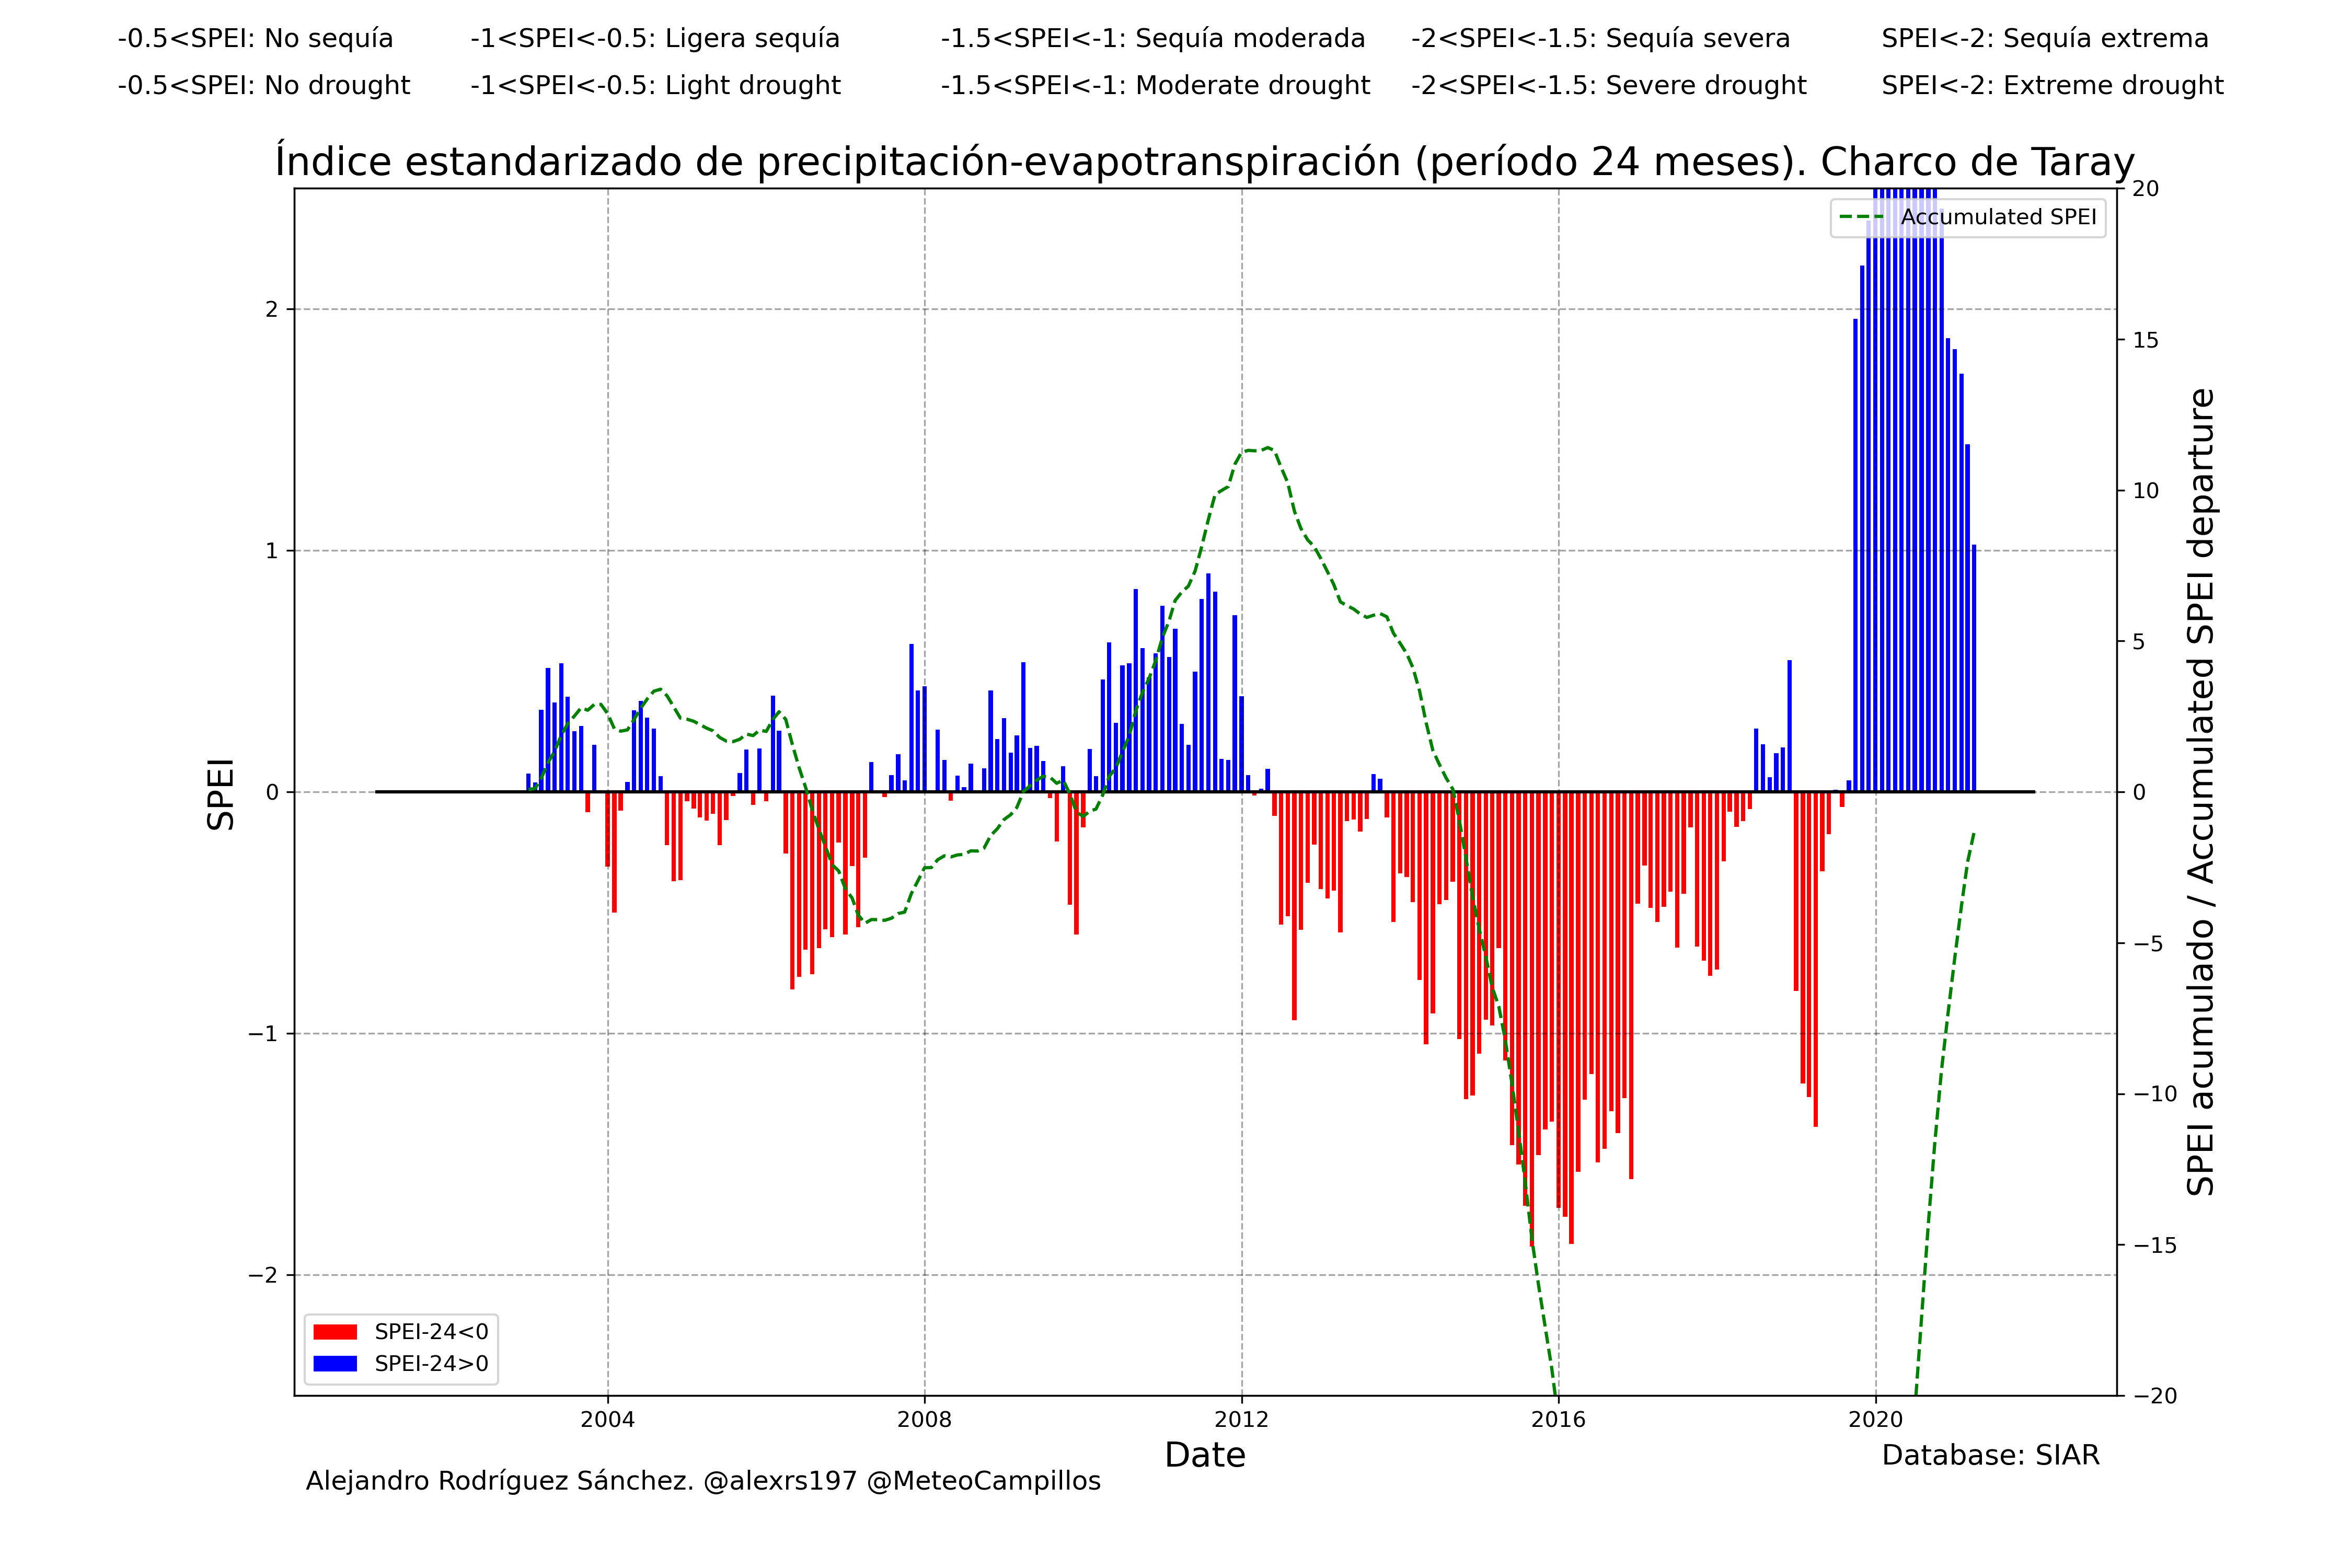 -0.5<SPEI: No sequía -1<SPEI<-0.5: Ligera sequía -1.5<SPEI<-1: Sequía moderada -2<SPEI<-1.5: Sequía severa SPEI<-2: Sequía extrema
-0.5<SPEI: No drought -1<SPEI<-0.5: Light drought -1.5<SPEI<-1: Moderate drought -2<SPEI<-1.5: Severe drought SPEI<-2: Extreme drought
Índice estandarizado de precipitación-evapotranspiración (período 24 meses). Charco de Taray
Accumulated SPEI
SPEI
2
1
0
−1
−2
20
15
10
5
0
−5
−10
−15
−20
SPEI acumulado / Accumulated SPEI departure
SPEI-24<0
SPEI-24>0
2004 2008 2012 2016 2020
Date
Database: SIAR
Alejandro Rodríguez Sánchez. @alexrs197 @MeteoCampillos